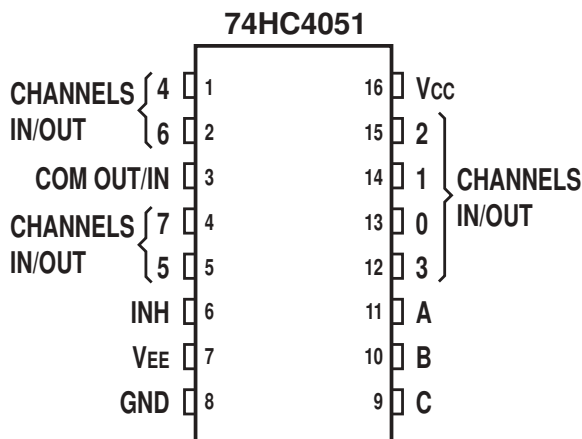 74HC4051
CHANNELS IN/OUT
4 1 16 VCC
6 2 15 2
COM OUT/IN 3 14 1
CHANNELS IN/OUT
CHANNELS IN/OUT
7 4 13 0
5 5 12 3
INH 6 11 A
VEE 7 10 B
GND 8 9 C